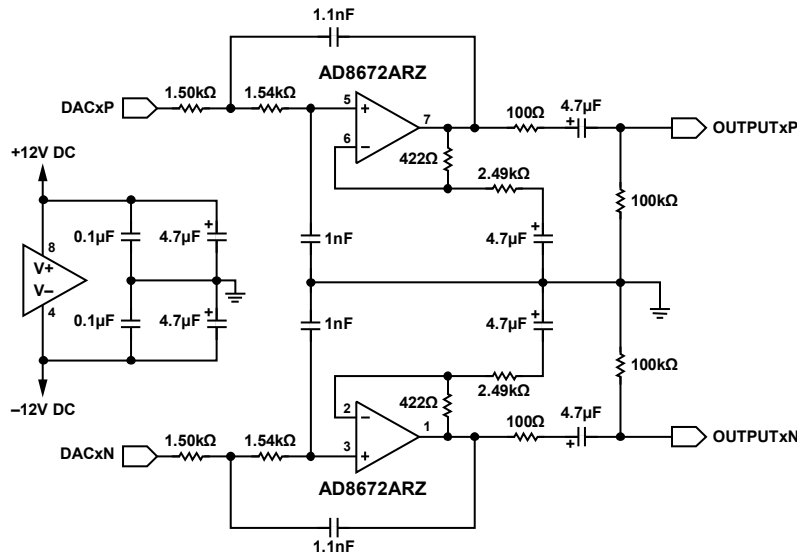 1.1nF
AD8672ARZ
1.50kΩ
1.54kΩ
DACxP
5
+
7
6
–
422Ω
100Ω
4.7µF
+
OUTPUTxP
2.49kΩ
100kΩ
+12V DC
8
V+
V–
4
0.1µF
4.7µF
+
0.1µF
4.7µF
+
–12V DC
1nF
4.7µF
+
1nF
4.7µF
+
2.49kΩ
100kΩ
422Ω
2
–
3
+
1
100Ω
4.7µF
+
OUTPUTxN
1.50kΩ
1.54kΩ
DACxN
AD8672ARZ
1.1nF